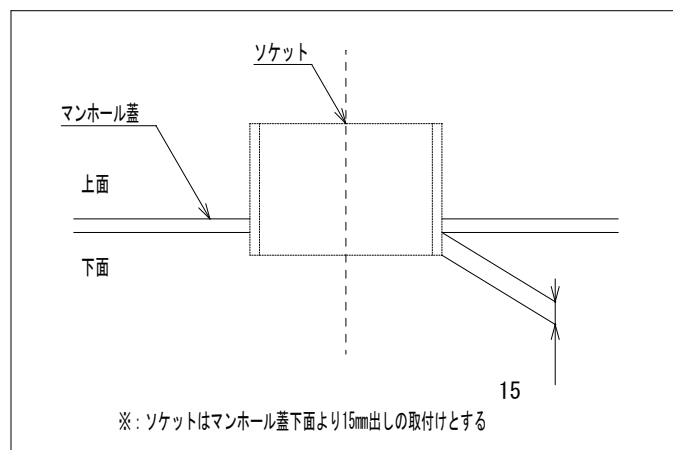 ソケット
マンホール蓋
上面
下面
15
※：ソケットはマンホール蓋下面より15㎜出しの取付けとする